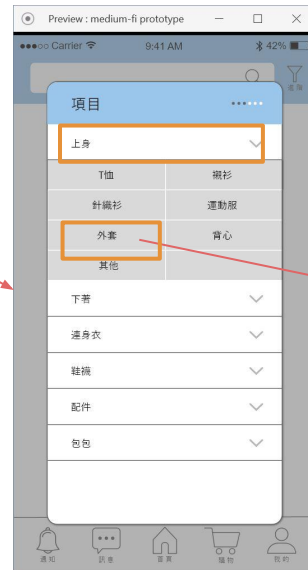 Preview : medium-fi prototype
Carrier 9:41 AM 42%
進階
項目
上身
T恤 襯衫
針織衫 運動服
外套 背心
其他
下著
連身衣
鞋襪
配件
包包
通知 訊息 首頁 購物 我的